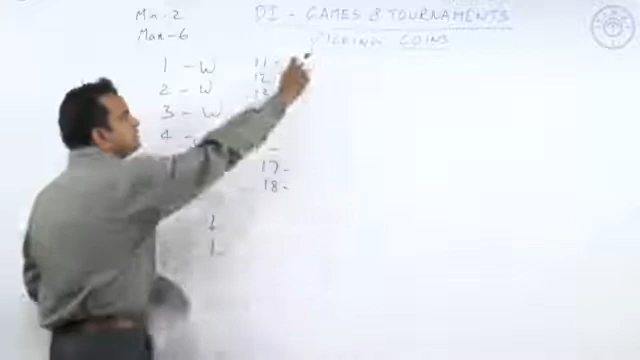 Min-2
Max-6
DI - GAMES & TOURNAMENTS
PICKING COINS
1 - W
2 - W
3 - W
4 -
11 -
12
13
17 -
18 -
L